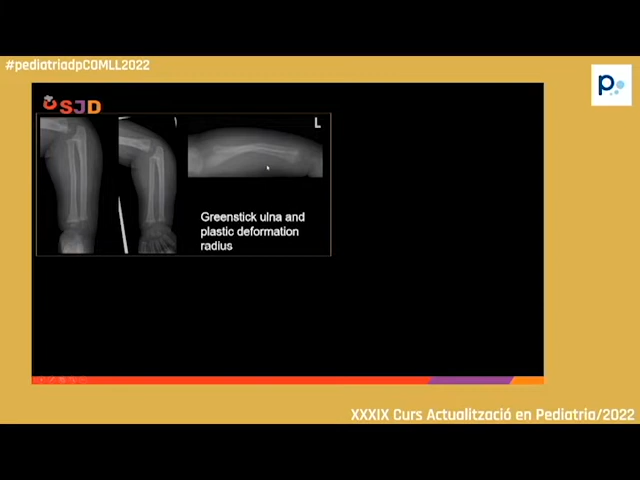 #pediatriadpCOMLL2022
p
SJD
L
Greenstick ulna and
plastic deformation
radius
XXXIX Curs Actualització en Pediatria/2022